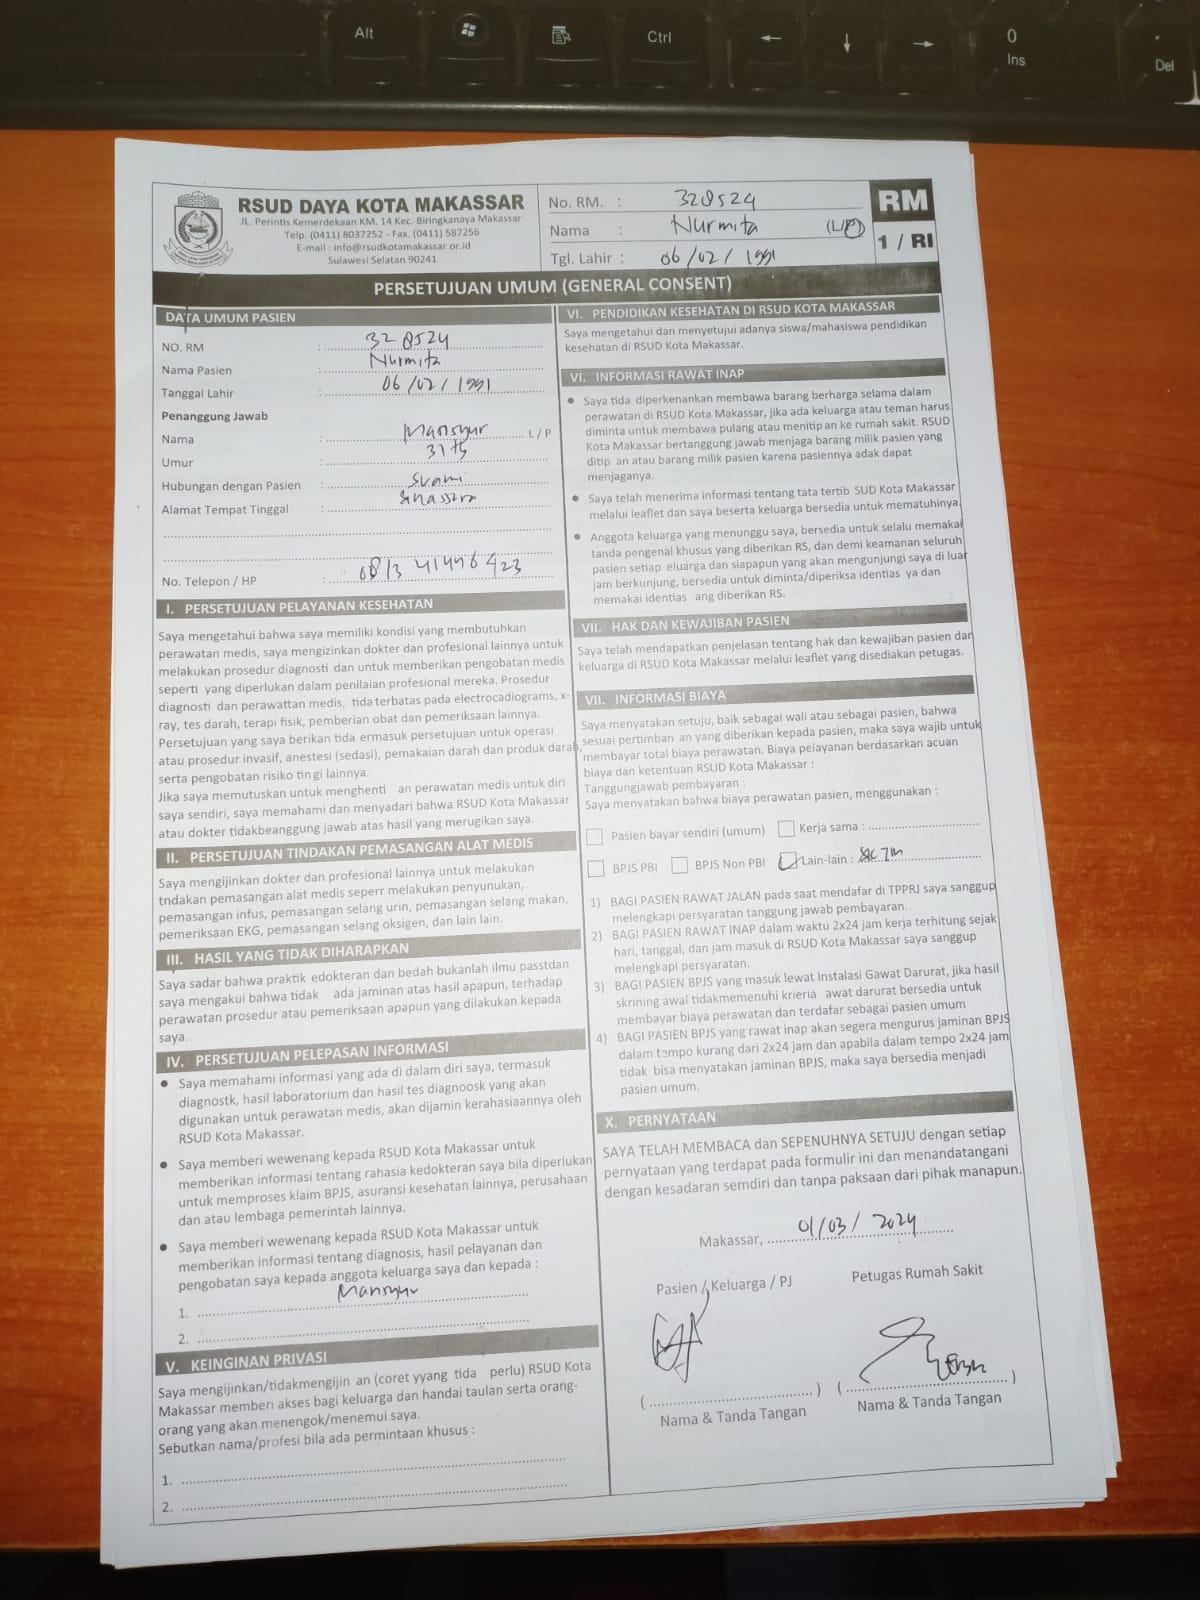 Alt
Ctrl
0
Ins
Del
RSUD DAYA KOTA MAKASSAR
JL. Perintis Kemerdekaan KM. 14 Kec. Biringkanaya Makassar
Telp. (0411) 8037252 - Fax. (0411) 587256
E-mail : info@rsudkotamakassar.or.id
Sulawesi Selatan 90241
No. RM. : 328524
Nama : Nurmita (L/P)
Tgl. Lahir : 06/02/1991
RM
1 / RI
PERSETUJUAN UMUM (GENERAL CONSENT)
DATA UMUM PASIEN
NO. RM : 328524
Nama Pasien : Nurmita
Tanggal Lahir : 06/02/1991
Penanggung Jawab
Nama : Mansyur L / P
Umur :
Hubungan dengan Pasien : Suami
Alamat Tempat Tinggal :
No. Telepon / HP :
I. PERSETUJUAN PELAYANAN KESEHATAN
Saya mengetahui bahwa saya memiliki kondisi yang membutuhkan
perawatan medis, saya mengizinkan dokter dan profesional lainnya untuk
melakukan prosedur diagnosti dan untuk memberikan pengobatan medis
seperti yang diperlukan dalam penilaian profesional mereka. Prosedur
diagnosti dan perawattan medis, tida terbatas pada electrocadiograms, x-
ray, tes darah, terapi fisik, pemberian obat dan pemeriksaan lainnya.
Persetujuan yang saya berikan tida ermasuk persetujuan untuk operasi
atau prosedur invasif, anestesi (sedasi), pemakaian darah dan produk darah,
serta pengobatan risiko tin gi lainnya.
Jika saya memutuskan untuk menghenti an perawatan medis untuk diri
saya sendiri, saya memahami dan menyadari bahwa RSUD Kota Makassar
atau dokter tidakbeanggung jawab atas hasil yang merugikan saya.
II. PERSETUJUAN TINDAKAN PEMASANGAN ALAT MEDIS
Saya mengijinkan dokter dan profesional lainnya untuk melakukan
tndakan pemasangan alat medis seperr melakukan penyunukan,
pemasangan infus, pemasangan selang urin, pemasangan selang makan,
pemeriksaan EKG, pemasangan selang oksigen, dan lain lain.
III. HASIL YANG TIDAK DIHARAPKAN
Saya sadar bahwa praktik edokteran dan bedah bukanlah ilmu passtdan
saya mengakui bahwa tidak ada jaminan atas hasil apapun, terhadap
perawatan prosedur atau pemeriksaan apapun yang dilakukan kepada
saya.
IV. PERSETUJUAN PELEPASAN INFORMASI
● Saya memahami informasi yang ada di dalam diri saya, termasuk
diagnostk, hasil laboratorium dan hasil tes diagnoosk yang akan
digunakan untuk perawatan medis, akan dijamin kerahasiaannya oleh
RSUD Kota Makassar.
● Saya memberi wewenang kepada RSUD Kota Makassar untuk
memberikan informasi tentang rahasia kedokteran saya bila diperlukan
untuk memproses klaim BPJS, asuransi kesehatan lainnya, perusahaan
dan atau lembaga pemerintah lainnya.
● Saya memberi wewenang kepada RSUD Kota Makassar untuk
memberikan informasi tentang diagnosis, hasil pelayanan dan
pengobatan saya kepada anggota keluarga saya dan kepada :
1. Mansyur
2.
V. KEINGINAN PRIVASI
Saya mengijinkan/tidakmengijin an (coret yyang tida perlu) RSUD Kota
Makassar memberi akses bagi keluarga dan handai taulan serta orang-
orang yang akan menengok/menemui saya.
Sebutkan nama/profesi bila ada permintaan khusus :
1.
2.
VI. PENDIDIKAN KESEHATAN DI RSUD KOTA MAKASSAR
Saya mengetahui dan menyetujui adanya siswa/mahasiswa pendidikan
kesehatan di RSUD Kota Makassar.
VI. INFORMASI RAWAT INAP
● Saya tida diperkenankan membawa barang berharga selama dalam
perawatan di RSUD Kota Makassar, jika ada keluarga atau teman harus
diminta untuk membawa pulang atau menitip an ke rumah sakit. RSUD
Kota Makassar bertanggung jawab menjaga barang milik pasien yang
ditip an atau barang milik pasien karena pasiennya adak dapat
menjaganya.
● Saya telah menerima informasi tentang tata tertib SUD Kota Makassar
melalui leaflet dan saya beserta keluarga bersedia untuk mematuhinya.
● Anggota keluarga yang menunggu saya, bersedia untuk selalu memakai
tanda pengenal khusus yang diberikan RS, dan demi keamanan seluruh
pasien setiap eluarga dan siapapun yang akan mengunjungi saya di luar
jam berkunjung, bersedia untuk diminta/diperiksa identias ya dan
memakai identias ang diberikan RS.
VII. HAK DAN KEWAJIBAN PASIEN
Saya telah mendapatkan penjelasan tentang hak dan kewajiban pasien dan
keluarga di RSUD Kota Makassar melalui leaflet yang disediakan petugas.
VII. INFORMASI BIAYA
Saya menyatakan setuju, baik sebagai wali atau sebagai pasien, bahwa
sesuai pertimban an yang diberikan kepada pasien, maka saya wajib untuk
membayar total biaya perawatan. Biaya pelayanan berdasarkan acuan
biaya dan ketentuan RSUD Kota Makassar :
Tanggungjawab pembayaran :
Saya menyatakan bahwa biaya perawatan pasien, menggunakan :
Pasien bayar sendiri (umum) Kerja sama :
BPJS PBI BPJS Non PBI Lain-lain :
1) BAGI PASIEN RAWAT JALAN pada saat mendafar di TPPRJ saya sanggup
melengkapi persyaratan tanggung jawab pembayaran.
2) BAGI PASIEN RAWAT INAP dalam waktu 2x24 jam kerja terhitung sejak
hari, tanggal, dan jam masuk di RSUD Kota Makassar saya sanggup
melengkapi persyaratan.
3) BAGI PASIEN BPJS yang masuk lewat Instalasi Gawat Darurat, jika hasil
skrining awal tidakmemenuhi krieria awat darurat bersedia untuk
membayar biaya perawatan dan terdafar sebagai pasien umum
4) BAGI PASIEN BPJS yang rawat inap akan segera mengurus jaminan BPJS
dalam tempo kurang dari 2x24 jam dan apabila dalam tempo 2x24 jam
tidak bisa menyatakan jaminan BPJS, maka saya bersedia menjadi
pasien umum.
X. PERNYATAAN
SAYA TELAH MEMBACA dan SEPENUHNYA SETUJU dengan setiap
pernyataan yang terdapat pada formulir ini dan menandatangani
dengan kesadaran semdiri dan tanpa paksaan dari pihak manapun.
Makassar, 01/03/2024
Pasien / Keluarga / PJ Petugas Rumah Sakit
Nama & Tanda Tangan Nama & Tanda Tangan